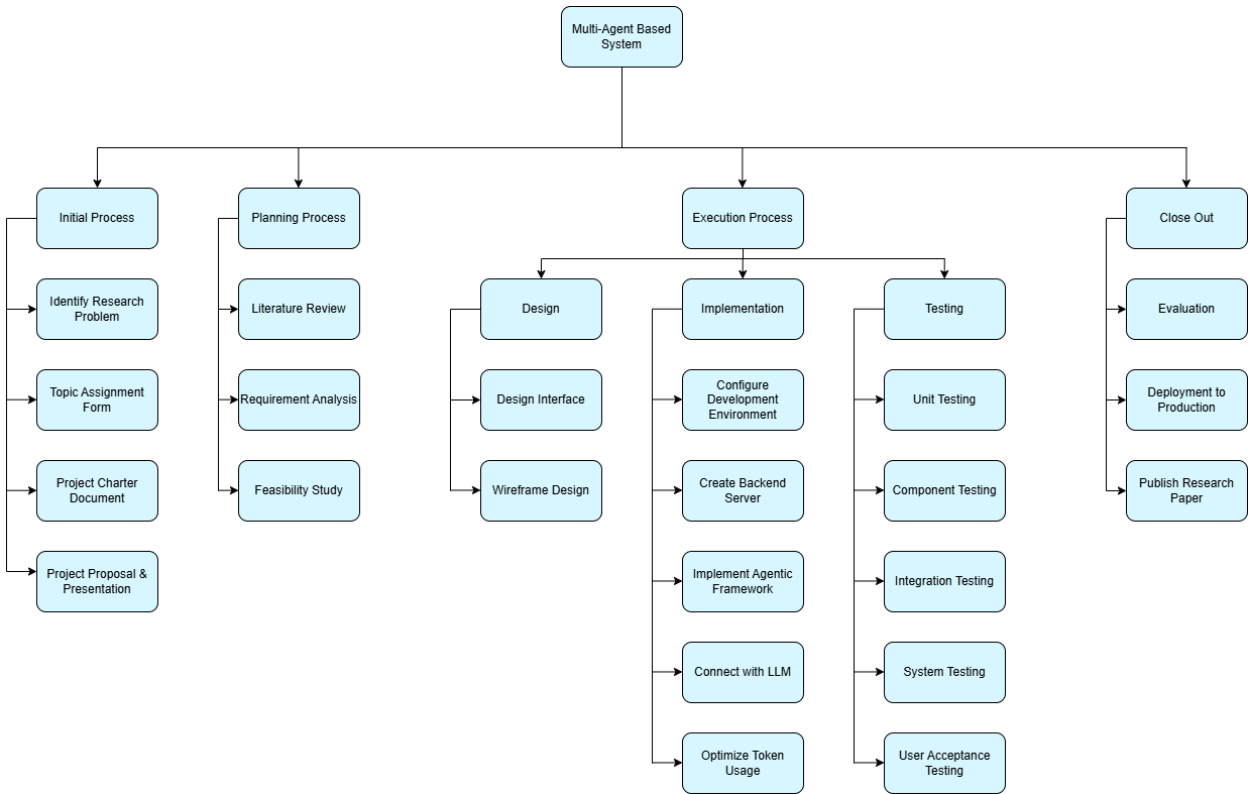 Multi-Agent Based
System
Initial Process
Planning Process
Execution Process
Close Out
Identify Research
Problem
Literature Review
Design
Implementation
Testing
Evaluation
Topic Assignment
Form
Requirement Analysis
Design Interface
Configure
Development
Environment
Unit Testing
Deployment to
Production
Project Charter
Document
Feasibility Study
Wireframe Design
Create Backend
Server
Component Testing
Publish Research
Paper
Project Proposal &
Presentation
Implement Agentic
Framework
Integration Testing
Connect with LLM
System Testing
Optimize Token
Usage
User Acceptance
Testing